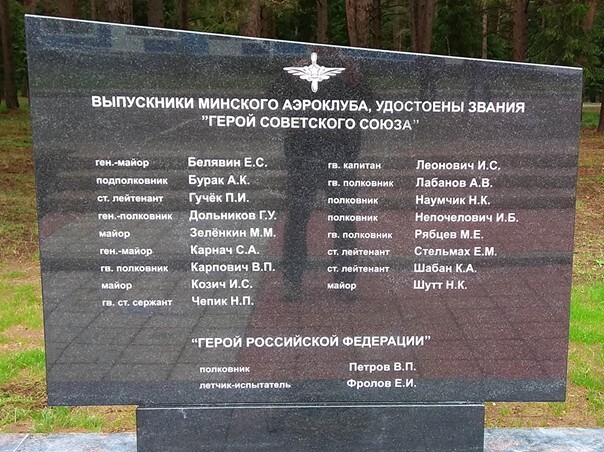 ВЫПУСКНИКИ МИНСКОГО АЭРОКЛУБА, УДОСТОЕНЫ ЗВАНИЯ
"ГЕРОЙ СОВЕТСКОГО СОЮЗА"
ген.-майор Белявин Е.С.
подполковник Бурак А.К.
ст. лейтенант Гучёк П.И.
ген.-полковник Дольников Г.У.
майор Зелёнкин М.М.
ген.-майор Карнач С.А.
гв. полковник Карпович В.П.
майор Козич И.С.
гв. ст. сержант Чепик Н.П.
гв. капитан Леонович И.С.
гв. полковник Лабанов А.В.
полковник Наумчик Н.К.
полковник Непочелович И.Б.
гв. полковник Рябцев М.Е.
ст. лейтенант Стельмах Е.М.
ст. лейтенант Шабан К.А.
майор Шутт Н.К.
"ГЕРОЙ РОССИЙСКОЙ ФЕДЕРАЦИИ"
полковник Петров В.П.
летчик-испытатель Фролов Е.И.